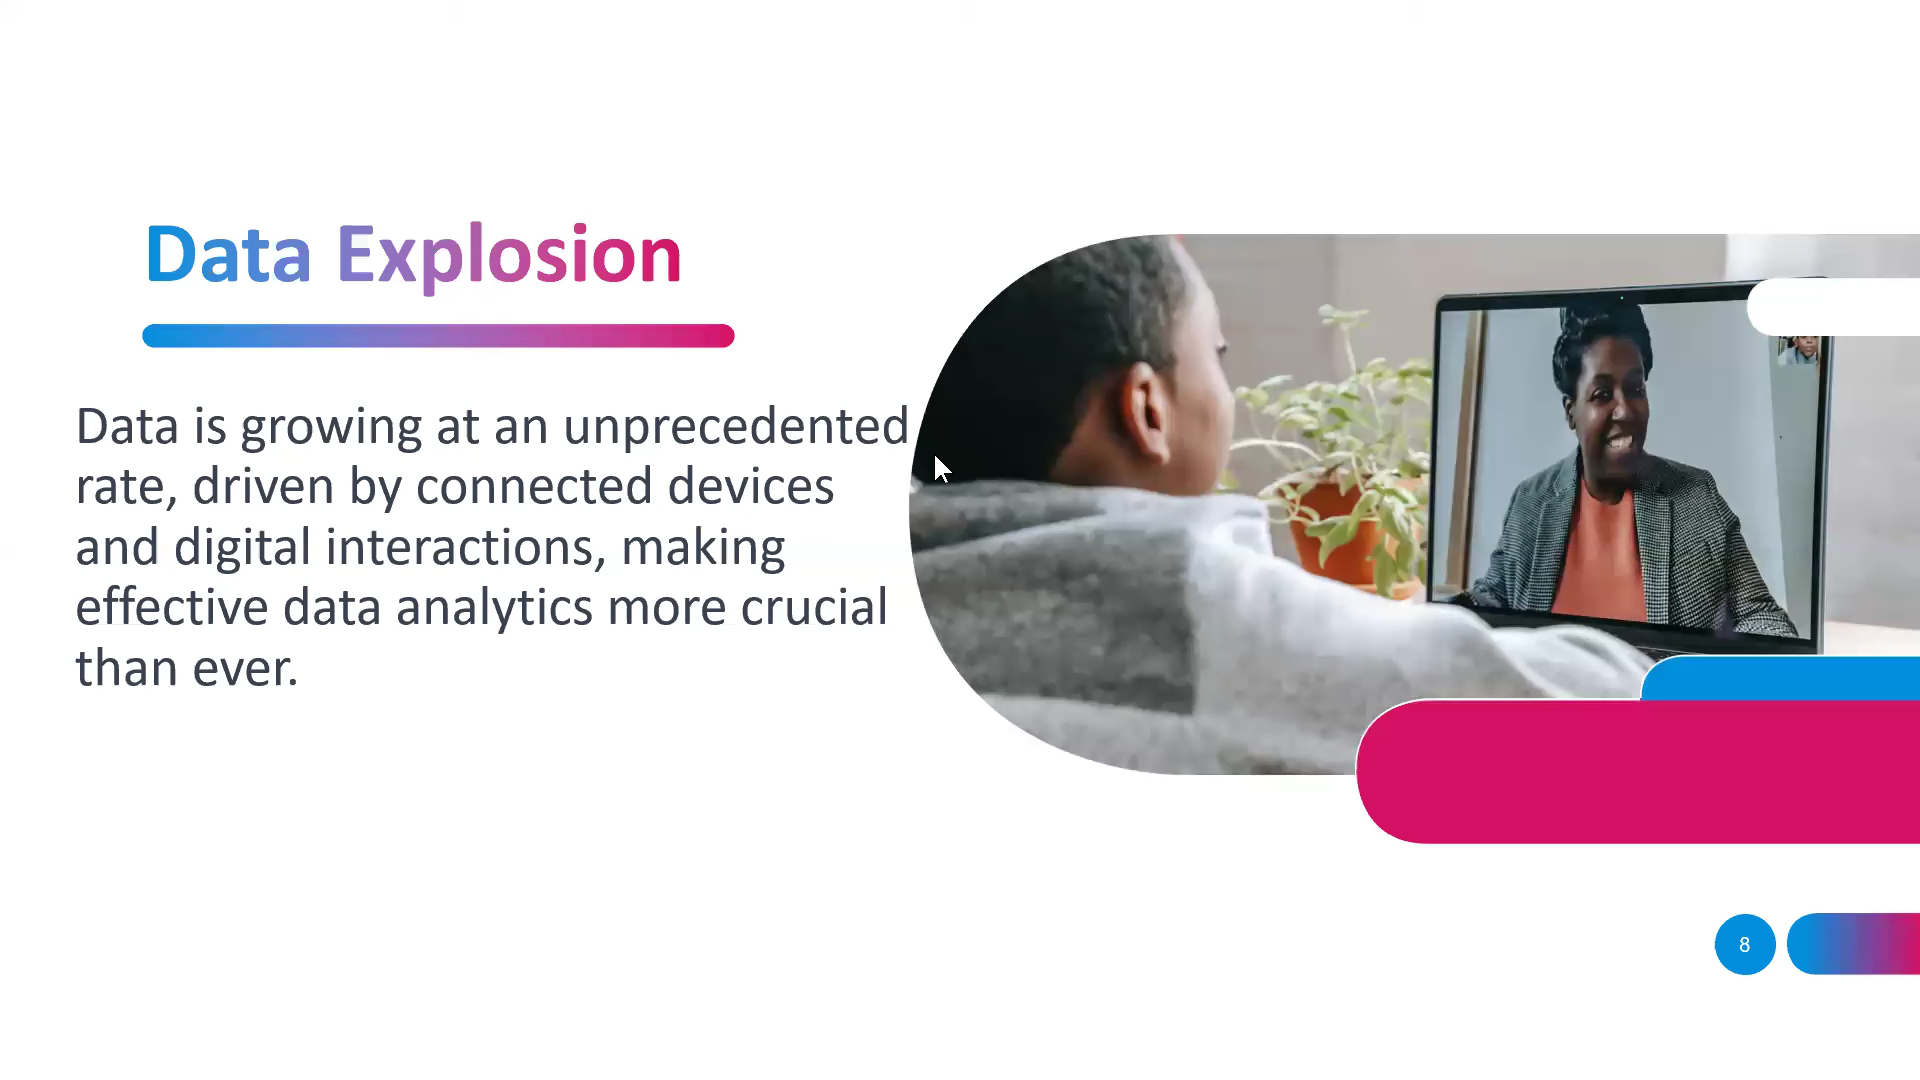 Data Explosion
Data is growing at an unprecedented
rate, driven by connected devices
and digital interactions, making
effective data analytics more crucial
than ever.
8